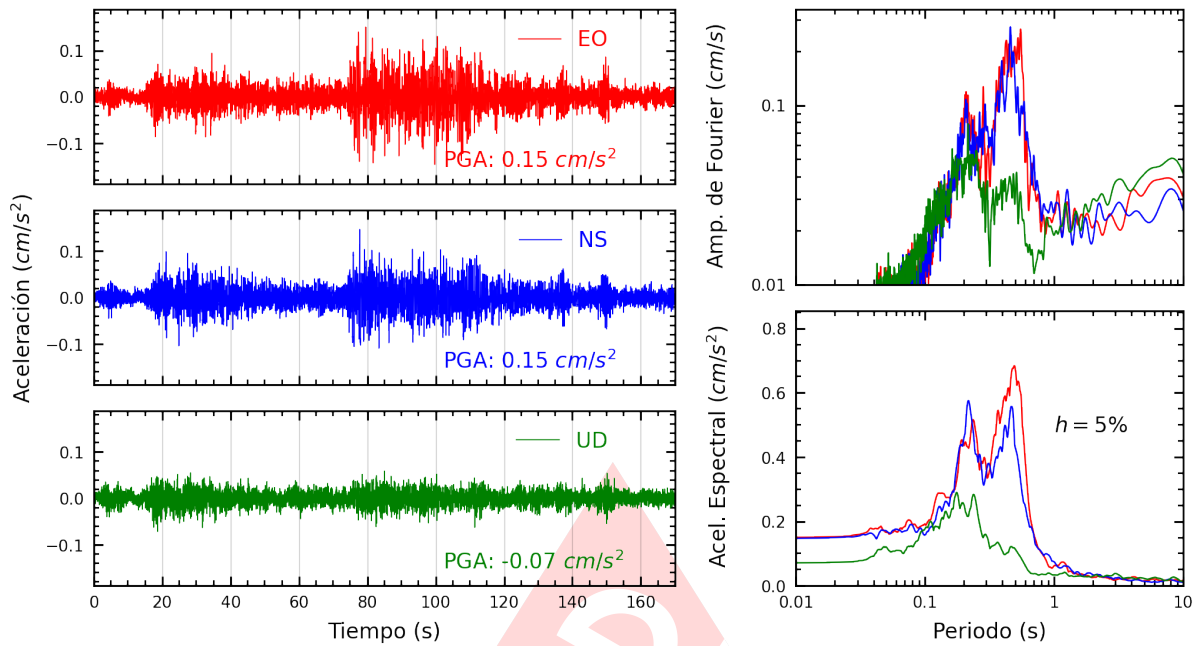 Aceleración (cm/s²)
0.1
0.0
−0.1
EO
PGA: 0.15 cm/s²
0.1
0.0
−0.1
NS
PGA: 0.15 cm/s²
0.1
0.0
−0.1
UD
PGA: -0.07 cm/s²
0 20 40 60 80 100 120 140 160
Tiempo (s)
Amp. de Fourier (cm/s)
0.1
0.01
Acel. Espectral (cm/s²)
0.8
0.6
0.4
0.2
0.0
h = 5%
0.01 0.1 1 10
Periodo (s)